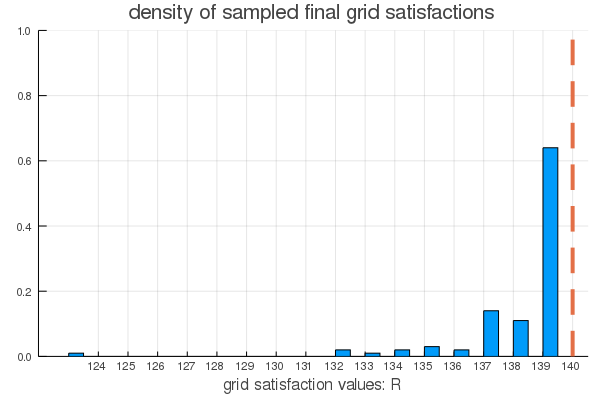 density of sampled final grid satisfactions
1.0
0.8
0.6
0.4
0.2
0.0
124 125 126 127 128 129 130 131 132 133 134 135 136 137 138 139 140
grid satisfaction values: R